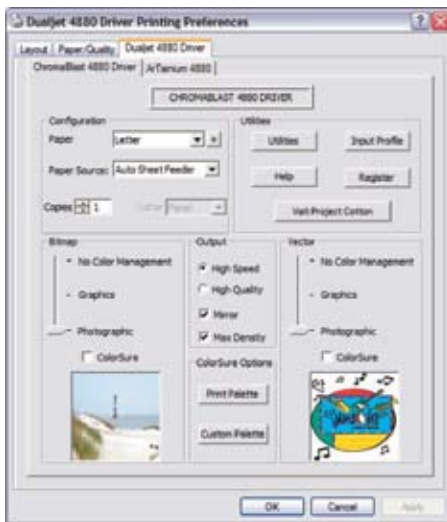 Dualjet 4880 Driver Printing Preferences
Layout Paper/Quality Dualjet 4880 Driver
ChromaBlast 4880 Driver ArTainium 4880
CHROMABLAST 4880 DRIVER
Configuration
Paper Letter +
Paper Source: Auto Sheet Feeder
Copies 1
Utilities
Utilities Input Profile
Help Register
Visit Project Cotton
Bitmap
No Color Management
Graphics
Photographic
ColorSure
Output
High Speed
High Quality
Mirror
Max Density
ColorSure Options
Print Palette
Custom Palette
Vector
No Color Management
Graphics
Photographic
ColorSure
OK Cancel Apply